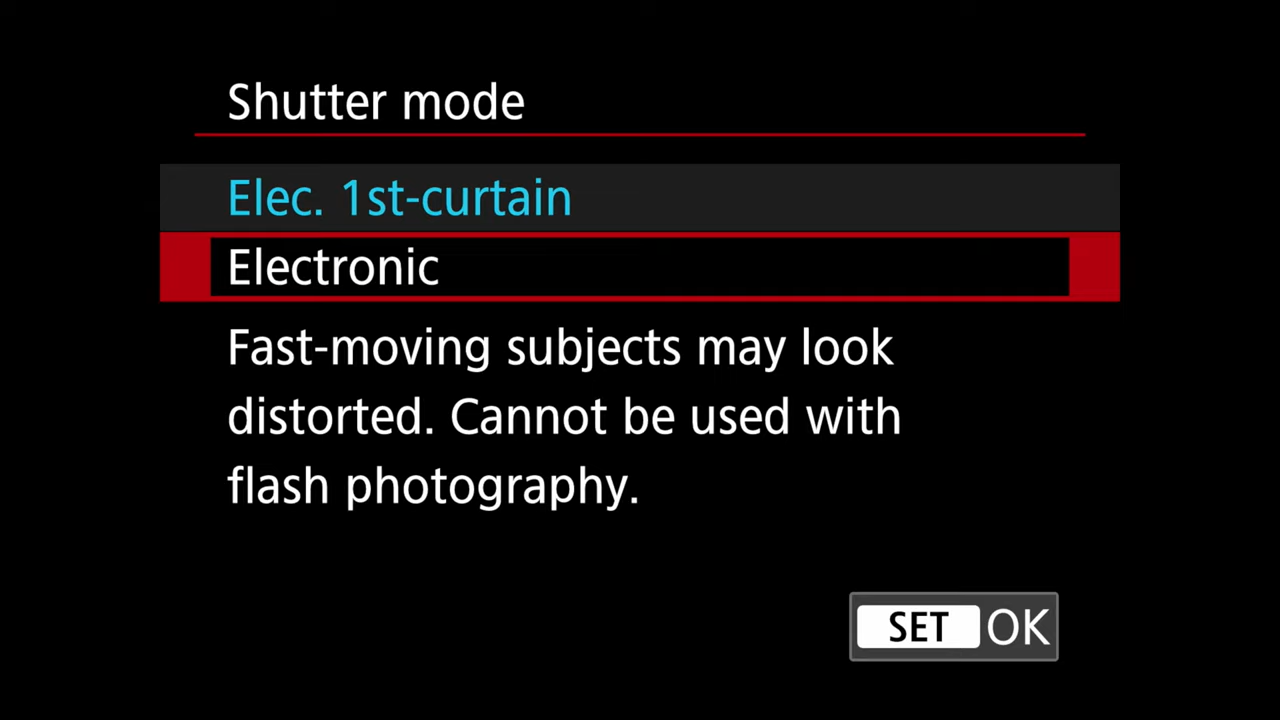 Shutter mode
Elec. 1st-curtain
Electronic
Fast-moving subjects may look
distorted. Cannot be used with
flash photography.
SET OK